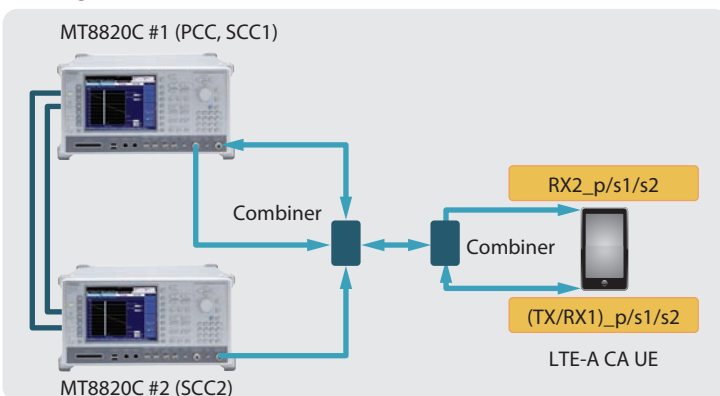 MT8820C #1 (PCC, SCC1)
RX2_p/s1/s2
Combiner
Combiner
(TX/RX1)_p/s1/s2
LTE-A CA UE
MT8820C #2 (SCC2)